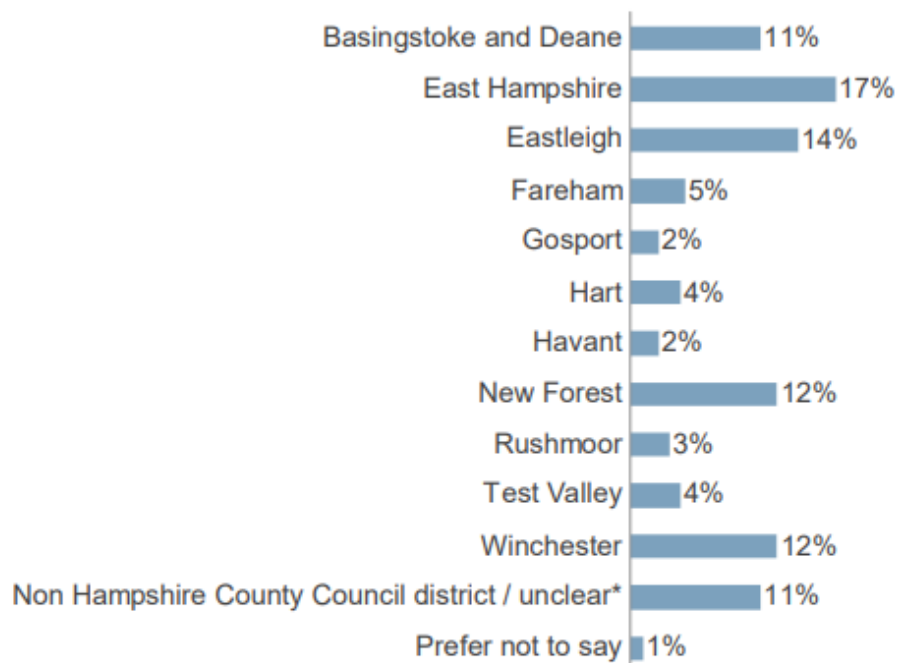 Basingstoke and Deane 11%
East Hampshire 17%
Eastleigh 14%
Fareham 5%
Gosport 2%
Hart 4%
Havant 2%
New Forest 12%
Rushmoor 3%
Test Valley 4%
Winchester 12%
Non Hampshire County Council district / unclear* 11%
Prefer not to say 1%